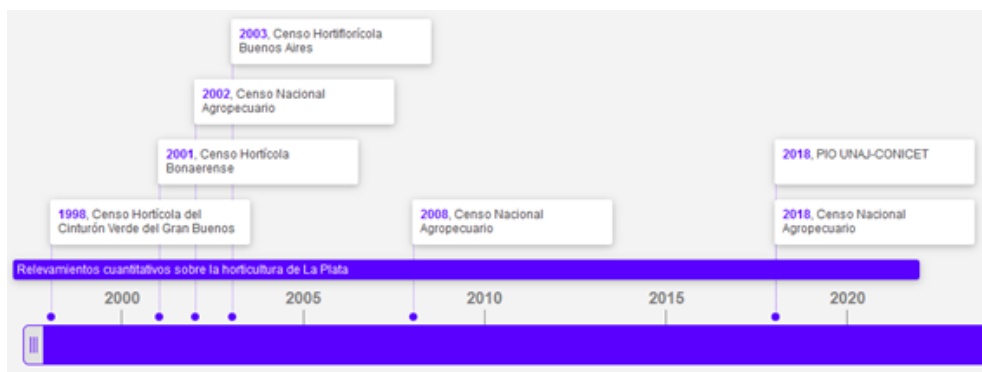 2003, Censo Hortiflorícola
Buenos Aires
2002, Censo Nacional
Agropecuario
2001, Censo Hortícola
Bonaerense
2018, PIO UNAJ-CONICET
1998, Censo Hortícola del
Cinturón Verde del Gran Buenos
2008, Censo Nacional
Agropecuario
2018, Censo Nacional
Agropecuario
Relevamientos cuantitativos sobre la horticultura de La Plata
2000
2005
2010
2015
2020